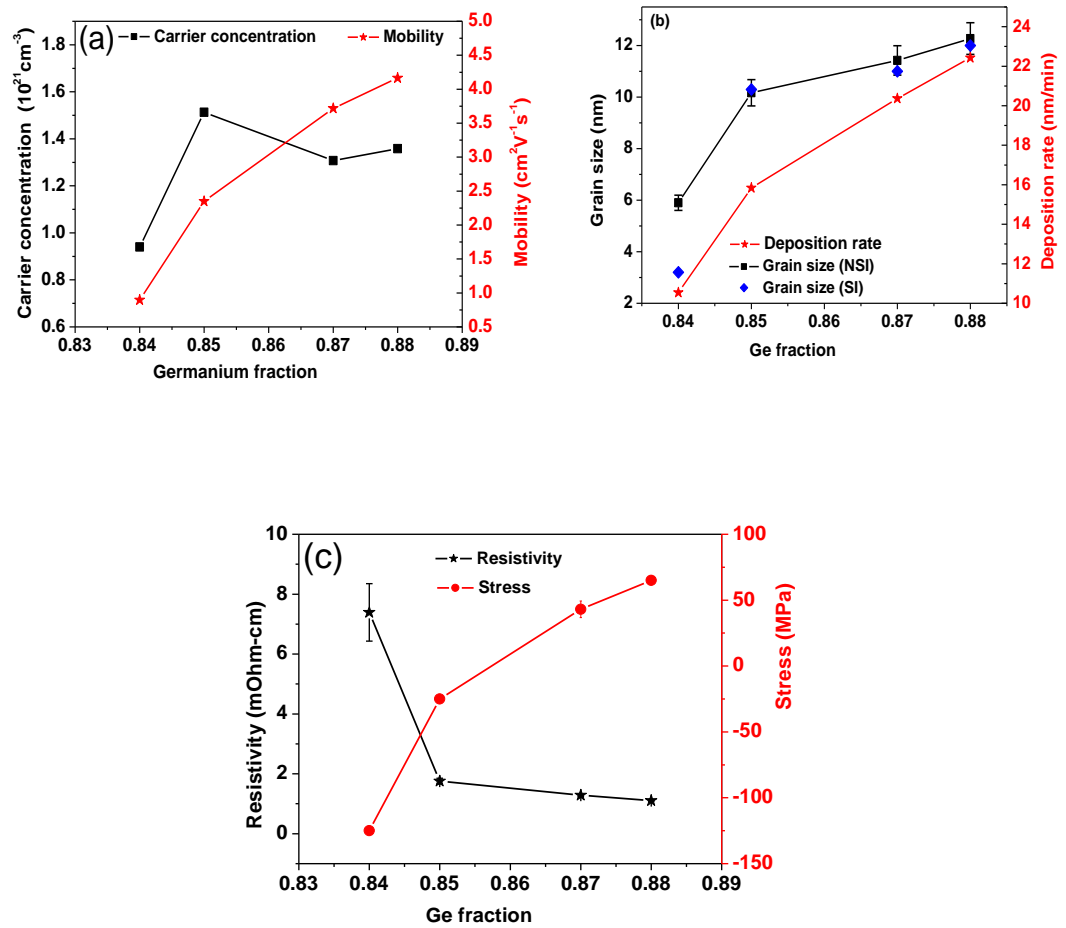 (a)
Carrier concentration
Mobility
Carrier concentration (10²¹cm⁻³)
1.8
1.6
1.4
1.2
1.0
0.8
0.6
5.0
4.5
4.0
3.5
3.0
2.5
2.0
1.5
1.0
0.5
Mobility (cm²V⁻¹s⁻¹)
0.83 0.84 0.85 0.86 0.87 0.88 0.89
Germanium fraction
(b)
Grain size (nm)
12
10
8
6
4
2
24
22
20
18
16
14
12
10
Deposition rate (nm/min)
Deposition rate
Grain size (NSI)
Grain size (SI)
0.84 0.85 0.86 0.87 0.88
Ge fraction
(c)
Resistivity
Stress
Resistivity (mOhm-cm)
10
8
6
4
2
0
100
50
0
-50
-100
-150
Stress (MPa)
0.83 0.84 0.85 0.86 0.87 0.88 0.89
Ge fraction